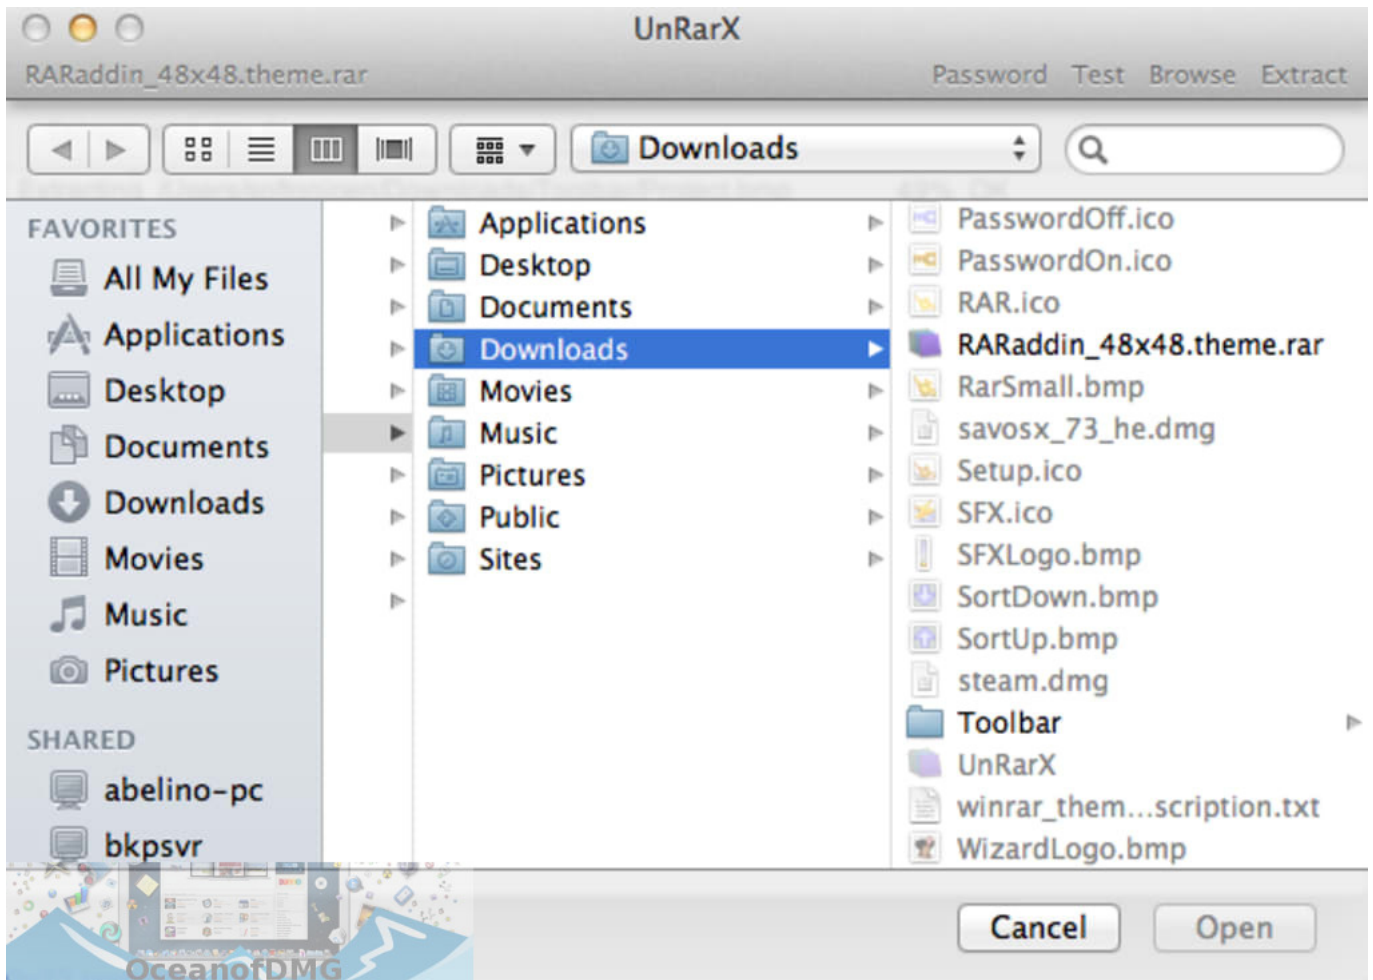 UnRarX
RARaddin_48x48.theme.rar Password Test Browse Extract
Downloads
FAVORITES
All My Files
Applications
Desktop
Documents
Downloads
Movies
Music
Pictures
SHARED
abelino-pc
bkpsvr
Applications
Desktop
Documents
Downloads
Movies
Music
Pictures
Public
Sites
PasswordOff.ico
PasswordOn.ico
RAR.ico
RARaddin_48x48.theme.rar
RarSmall.bmp
savosx_73_he.dmg
Setup.ico
SFX.ico
SFXLogo.bmp
SortDown.bmp
SortUp.bmp
steam.dmg
Toolbar
UnRarX
winrar_them...scription.txt
WizardLogo.bmp
Cancel Open
OceanofDMG